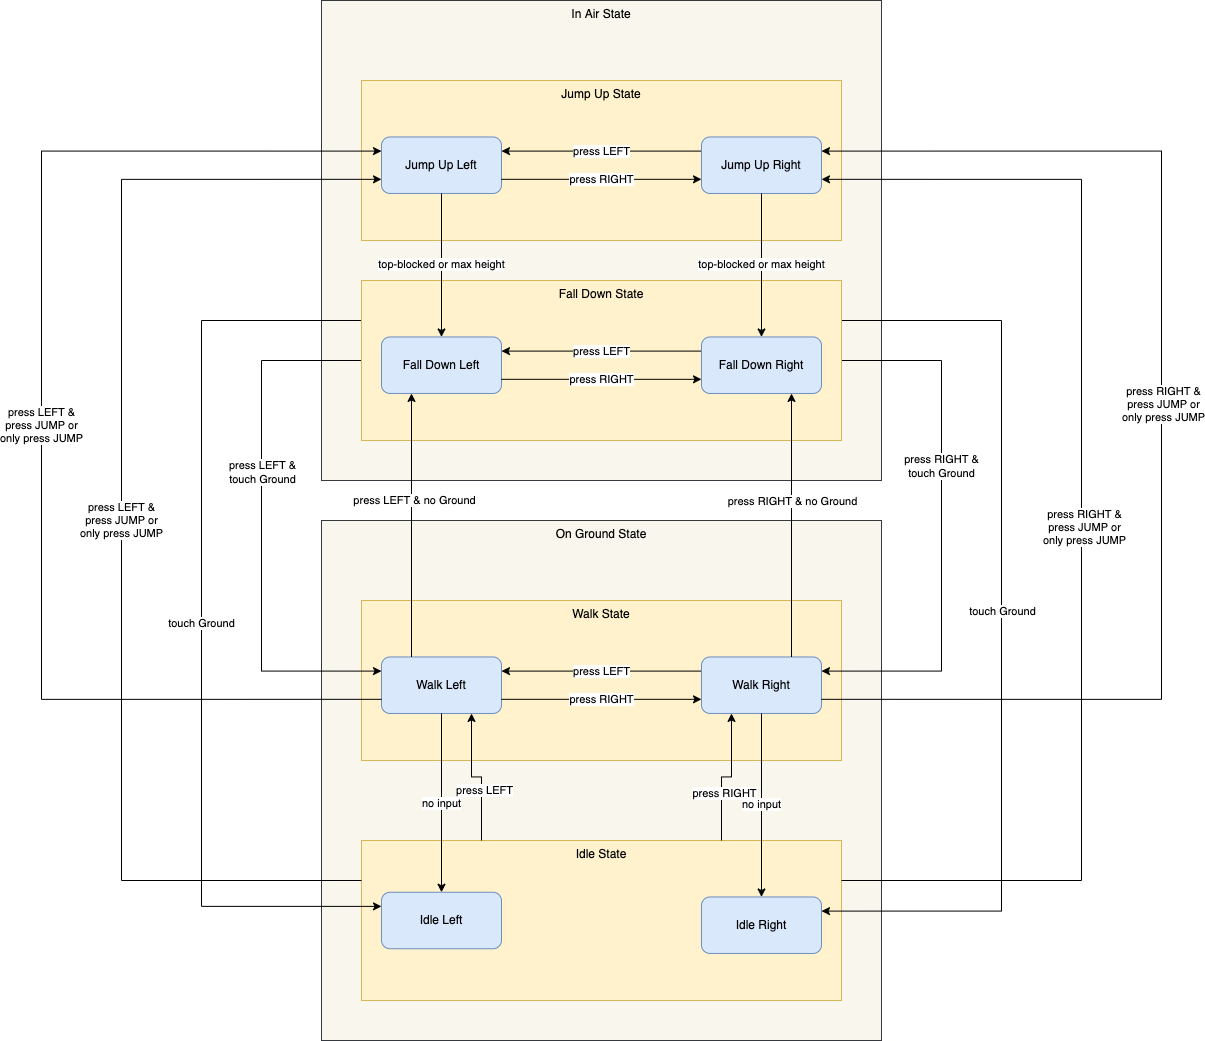 In Air State
Jump Up State
Jump Up Left
press LEFT
press RIGHT
Jump Up Right
top-blocked or max height
top-blocked or max height
Fall Down State
Fall Down Left
press LEFT
press RIGHT
Fall Down Right
press LEFT &
press JUMP or
only press JUMP
press RIGHT &
press JUMP or
only press JUMP
press LEFT &
touch Ground
press RIGHT &
touch Ground
press LEFT & no Ground
press RIGHT & no Ground
press LEFT &
press JUMP or
only press JUMP
press RIGHT &
press JUMP or
only press JUMP
On Ground State
Walk State
touch Ground
touch Ground
Walk Left
press LEFT
press RIGHT
Walk Right
press LEFT
no input
press RIGHT
no input
Idle State
Idle Left
Idle Right